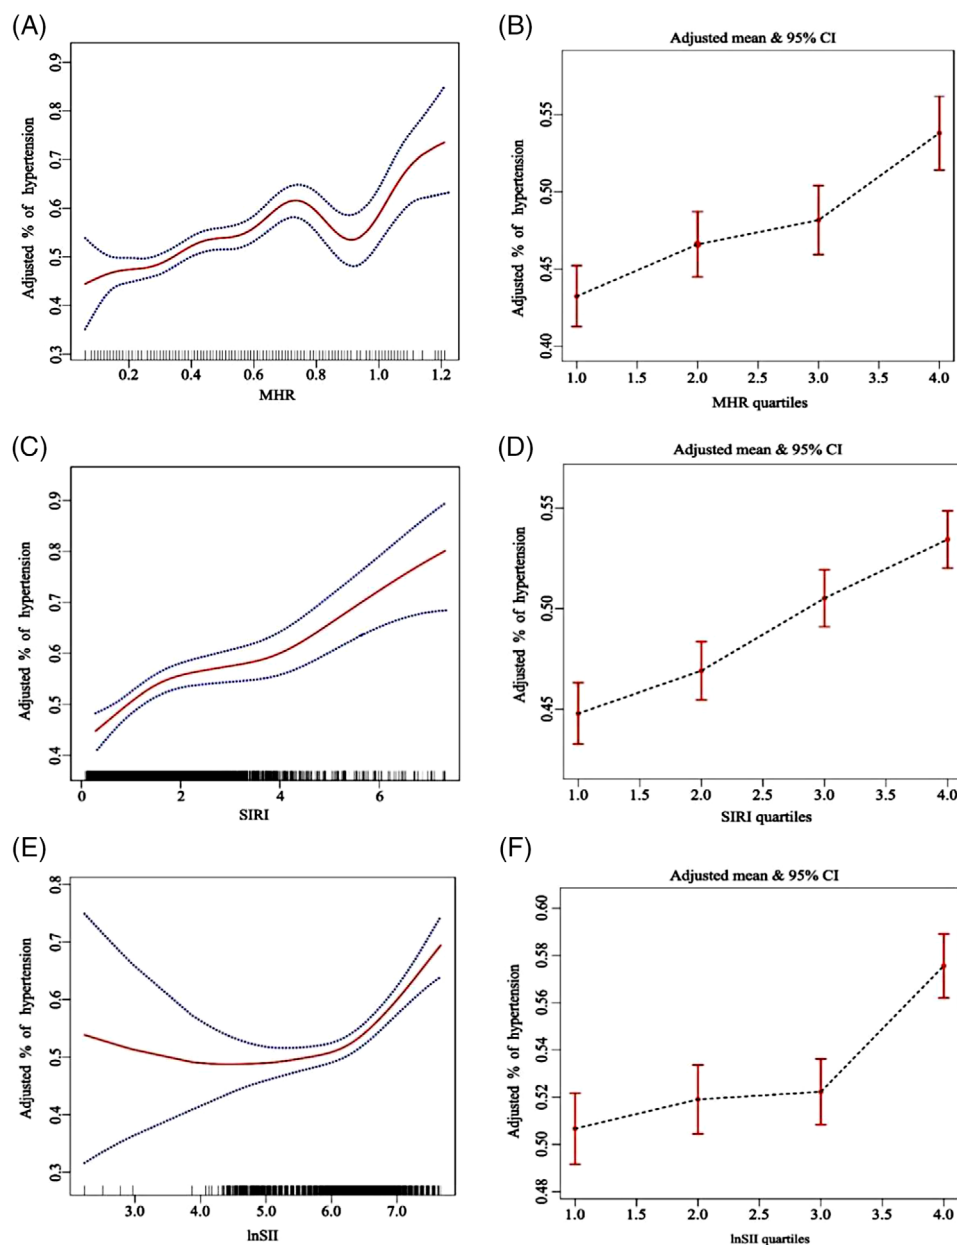 (A)
Adjusted % of hypertension
0.9
0.8
0.7
0.6
0.5
0.4
0.3
0.2 0.4 0.6 0.8 1.0 1.2
MHR
(B)
Adjusted mean & 95% CI
Adjusted % of hypertension
0.55
0.50
0.45
0.40
1.0 1.5 2.0 2.5 3.0 3.5 4.0
MHR quartiles
(C)
Adjusted % of hypertension
0.9
0.8
0.7
0.6
0.5
0.4
0 2 4 6
SIRI
(D)
Adjusted mean & 95% CI
Adjusted % of hypertension
0.55
0.50
0.45
1.0 1.5 2.0 2.5 3.0 3.5 4.0
SIRI quartiles
(E)
Adjusted % of hypertension
0.8
0.7
0.6
0.5
0.4
0.3
3.0 4.0 5.0 6.0 7.0
lnSII
(F)
Adjusted mean & 95% CI
Adjusted % of hypertension
0.60
0.58
0.56
0.54
0.52
0.50
0.48
1.0 1.5 2.0 2.5 3.0 3.5 4.0
lnSII quartiles